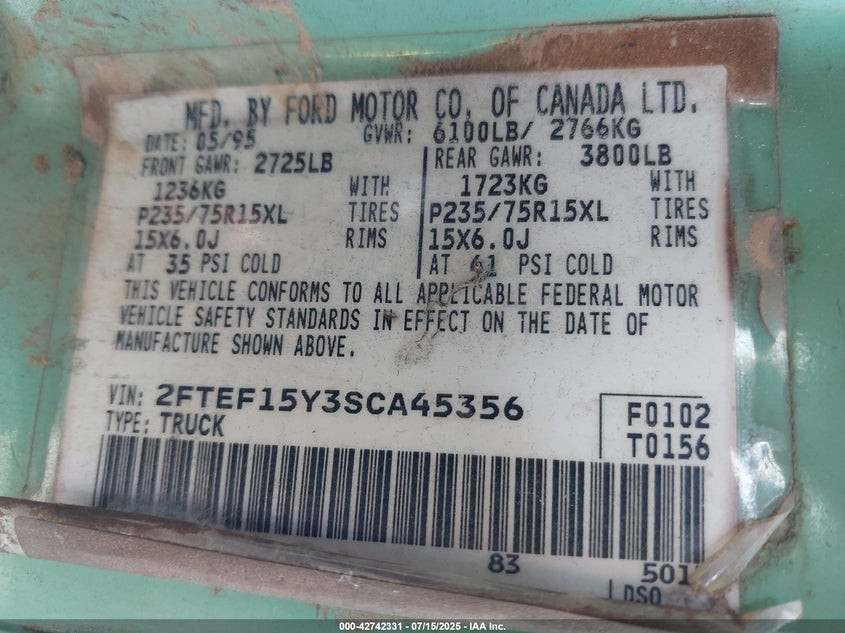 MFD. BY FORD MOTOR CO. OF CANADA LTD.
DATE: 05/95 GVWR: 6100LB/ 2766KG
FRONT GAWR: 2725LB REAR GAWR: 3800LB
1236KG WITH 1723KG WITH
P235/75R15XL TIRES P235/75R15XL TIRES
15X6.0J RIMS 15X6.0J RIMS
AT 35 PSI COLD AT 61 PSI COLD
THIS VEHICLE CONFORMS TO ALL APPLICABLE FEDERAL MOTOR
VEHICLE SAFETY STANDARDS IN EFFECT ON THE DATE OF
MANUFACTURE SHOWN ABOVE.
VIN: 2FTEF15Y3SCA45356 F0102
TYPE: TRUCK T0156
83 501
DSO
000-42742331 - 07/15/2025 - IAA Inc.